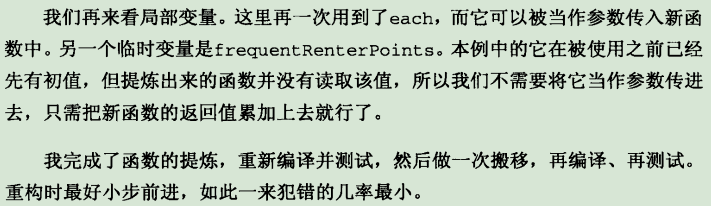 我们再来看局部变量。这里再一次用到了each，而它可以被当作参数传入新函
数中。另一个临时变量是frequentRenterPoints。本例中的它在被使用之前已经
先有初值，但提炼出来的函数并没有读取该值，所以我们不需要将它当作参数传进
去，只需把新函数的返回值累加上去就行了。
我完成了函数的提炼，重新编译并测试，然后做一次搬移，再编译、再测试。
重构时最好小步前进，如此一来犯错的几率最小。